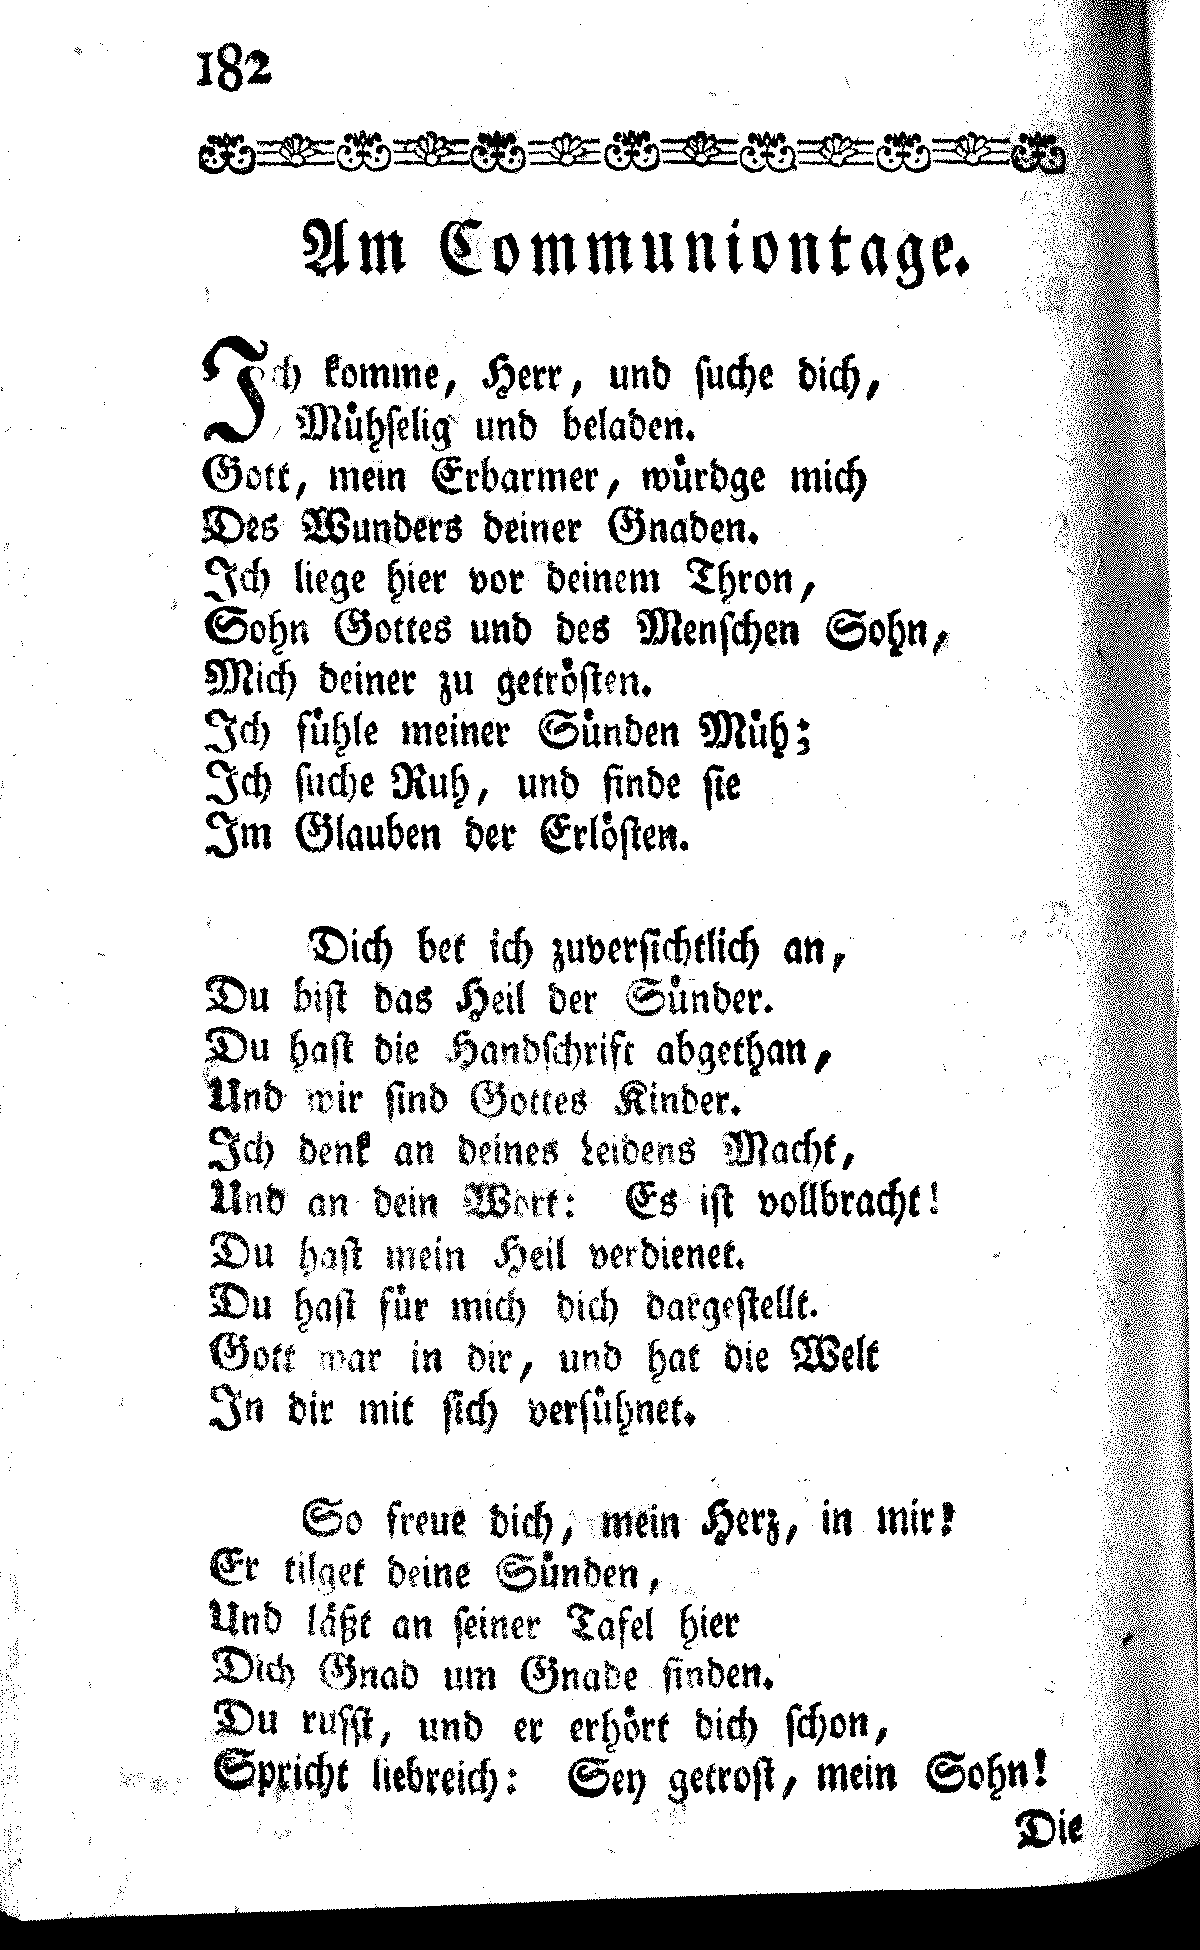 182
Am Communiontage.
Ich komme, Herr, und suche dich,
Mühselig und beladen.
Gott, mein Erbarmer, würdge mich
Des Wunders deiner Gnaden.
Ich liege hier vor deinem Thron,
Sohn Gottes und des Menschen Sohn,
Mich deiner zu getrösten.
Ich fühle meiner Sünden Müh;
Ich suche Ruh, und finde sie
Im Glauben der Erlösten.
Dich bet ich zuversichtlich an,
Du bist das Heil der Sünder.
Du hast die Handschrift abgethan,
Und wir sind Gottes Kinder.
Ich denk an deines Leidens Macht,
Und an dein Wort: Es ist vollbracht!
Du hast mein Heil verdienet.
Du hast für mich dich dargestellt.
Gott war in dir, und hat die Welt
In dir mit sich versühnet.
So freue dich, mein Herz, in mir!
Er tilget deine Sünden,
Und läßt an seiner Tafel hier
Dich Gnad um Gnade finden.
Du rufst, und er erhört dich schon,
Spricht liebreich: Sey getrost, mein Sohn!
Die